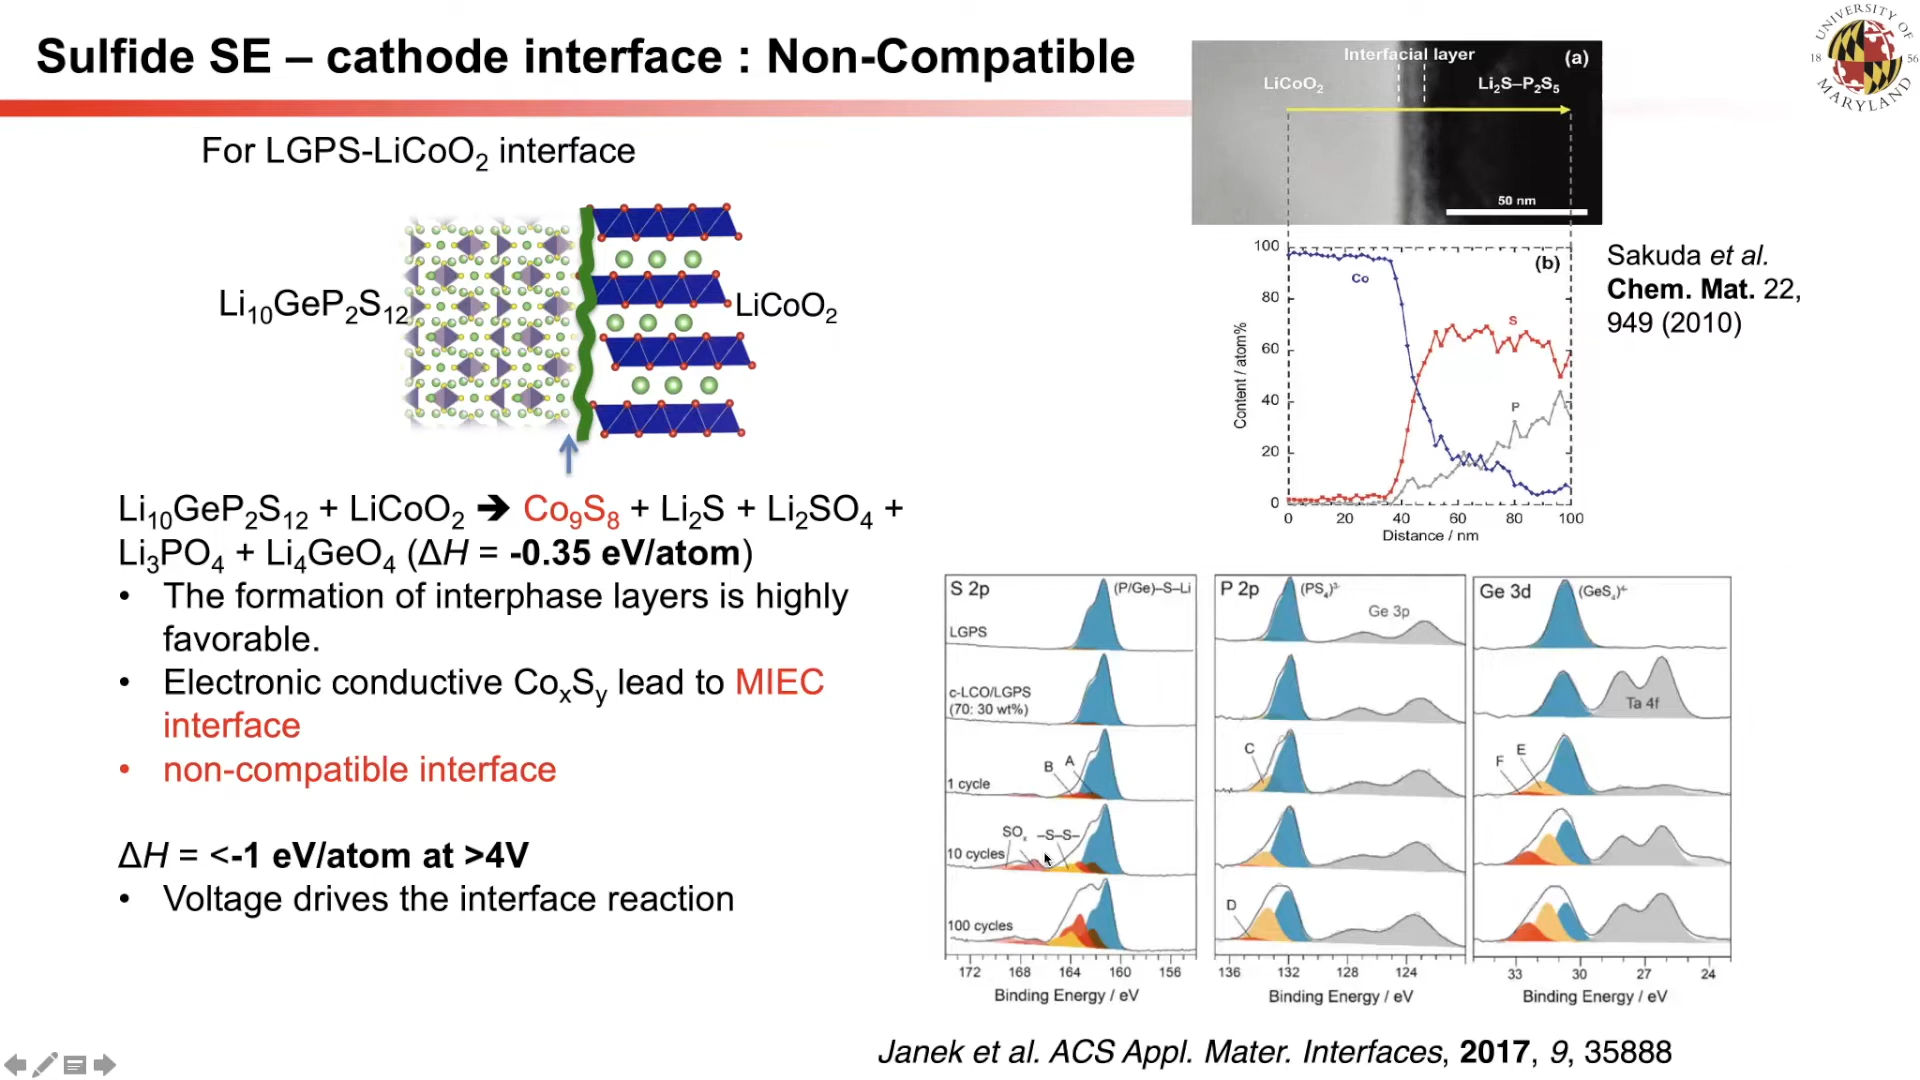 Sulfide SE – cathode interface : Non-Compatible
UNIVERSITY OF
18 56
MARYLAND
For LGPS-LiCoO₂ interface
Li₁₀GeP₂S₁₂
LiCoO₂
Li₁₀GeP₂S₁₂ + LiCoO₂ ➔ Co₉S₈ + Li₂S + Li₂SO₄ +
Li₃PO₄ + Li₄GeO₄ (ΔH = -0.35 eV/atom)
• The formation of interphase layers is highly
favorable.
• Electronic conductive CoₓSᵧ lead to MIEC
interface
• non-compatible interface
ΔH = <-1 eV/atom at >4V
• Voltage drives the interface reaction
Interfacial layer
(a)
LiCoO₂
Li₂S–P₂S₅
50 nm
(b)
Co
S
P
Content / atom%
100
80
60
40
20
0
0 20 40 60 80 100
Distance / nm
Sakuda et al.
Chem. Mat. 22,
949 (2010)
S 2p
(P/Ge)–S–Li
LGPS
c-LCO/LGPS
(70: 30 wt%)
B A
1 cycle
SOₓ –S–S–
10 cycles
100 cycles
172 168 164 160 156
Binding Energy / eV
P 2p
(PS₄)³⁻
Ge 3p
C
D
136 132 128 124
Binding Energy / eV
Ge 3d
(GeS₄)⁴⁻
Ta 4f
F E
33 30 27 24
Binding Energy / eV
Janek et al. ACS Appl. Mater. Interfaces, 2017, 9, 35888